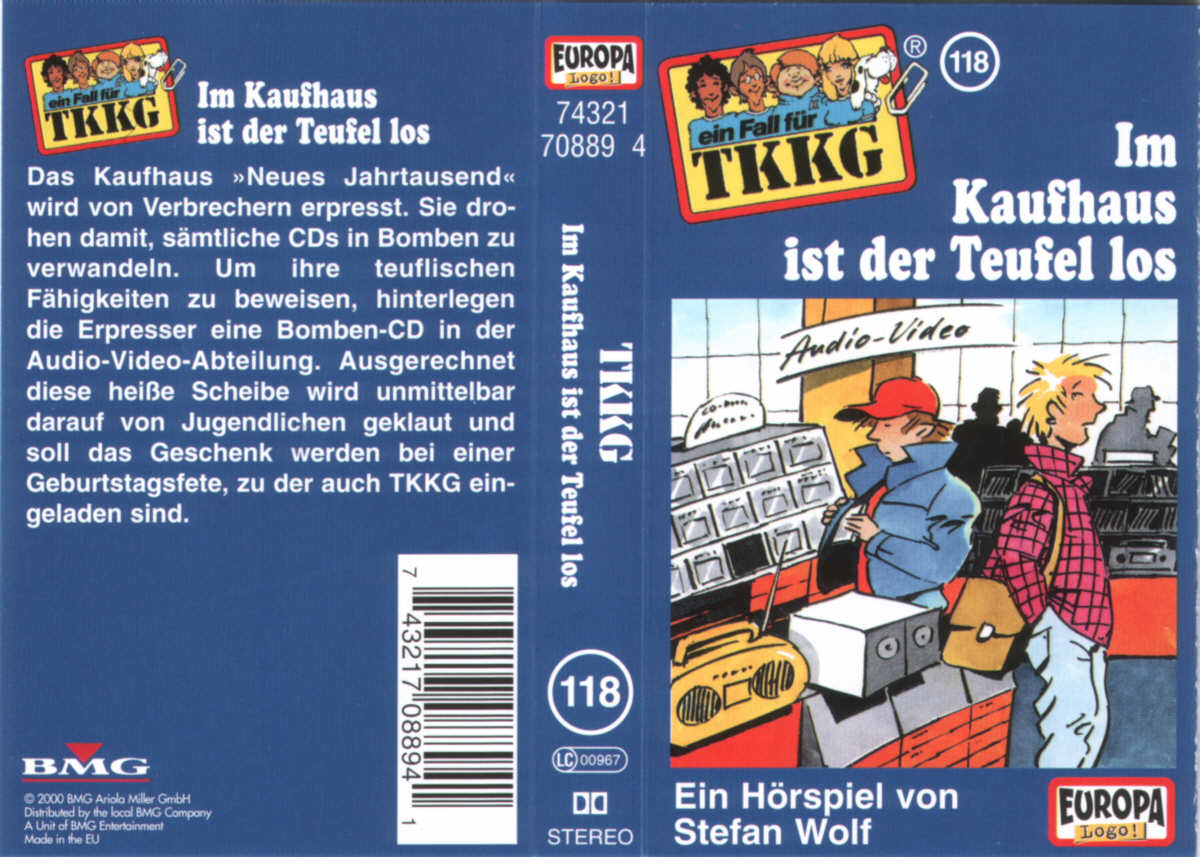 ein Fall für
TKKG
Im Kaufhaus
ist der Teufel los
Das Kaufhaus »Neues Jahrtausend«
wird von Verbrechern erpresst. Sie dro-
hen damit, sämtliche CDs in Bomben zu
verwandeln. Um ihre teuflischen
Fähigkeiten zu beweisen, hinterlegen
die Erpresser eine Bomben-CD in der
Audio-Video-Abteilung. Ausgerechnet
diese heiße Scheibe wird unmittelbar
darauf von Jugendlichen geklaut und
soll das Geschenk werden bei einer
Geburtstagsfete, zu der auch TKKG ein-
geladen sind.
7 43217 08894 1
BMG
© 2000 BMG Ariola Miller GmbH
Distributed by the local BMG Company
A Unit of BMG Entertainment
Made in the EU
EUROPA
Logo!
74321
70889 4
TKKG
Im Kaufhaus ist der Teufel los
118
LC 00967
STEREO
ein Fall für
TKKG
®
118
Im
Kaufhaus
ist der Teufel los
Audio-Video
Ein Hörspiel von
Stefan Wolf
EUROPA
Logo!